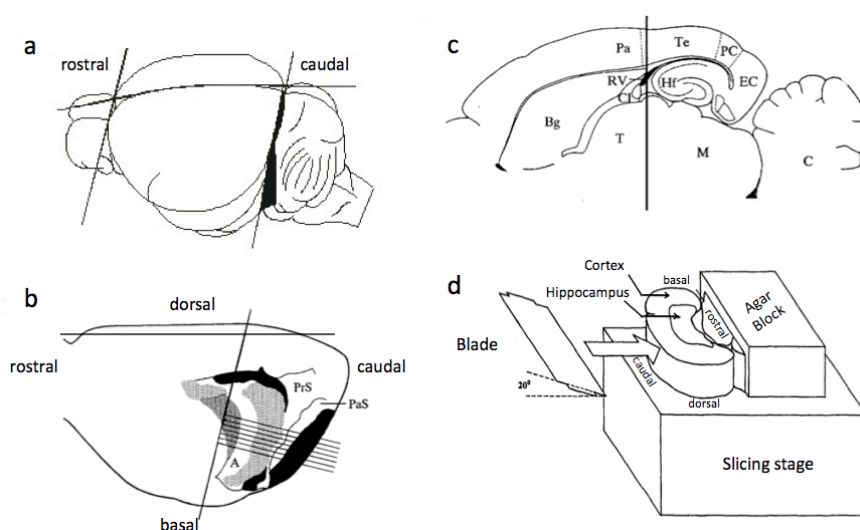 a
rostral
caudal
b
dorsal
rostral
caudal
PrS
PaS
A
basal
c
Pa
Te
PC
RV
Hf
EC
Cl
Bg
T
M
C
d
Cortex
basal
Hippocampus
rostral
Agar
Block
Blade
caudal
20⁰
dorsal
Slicing stage